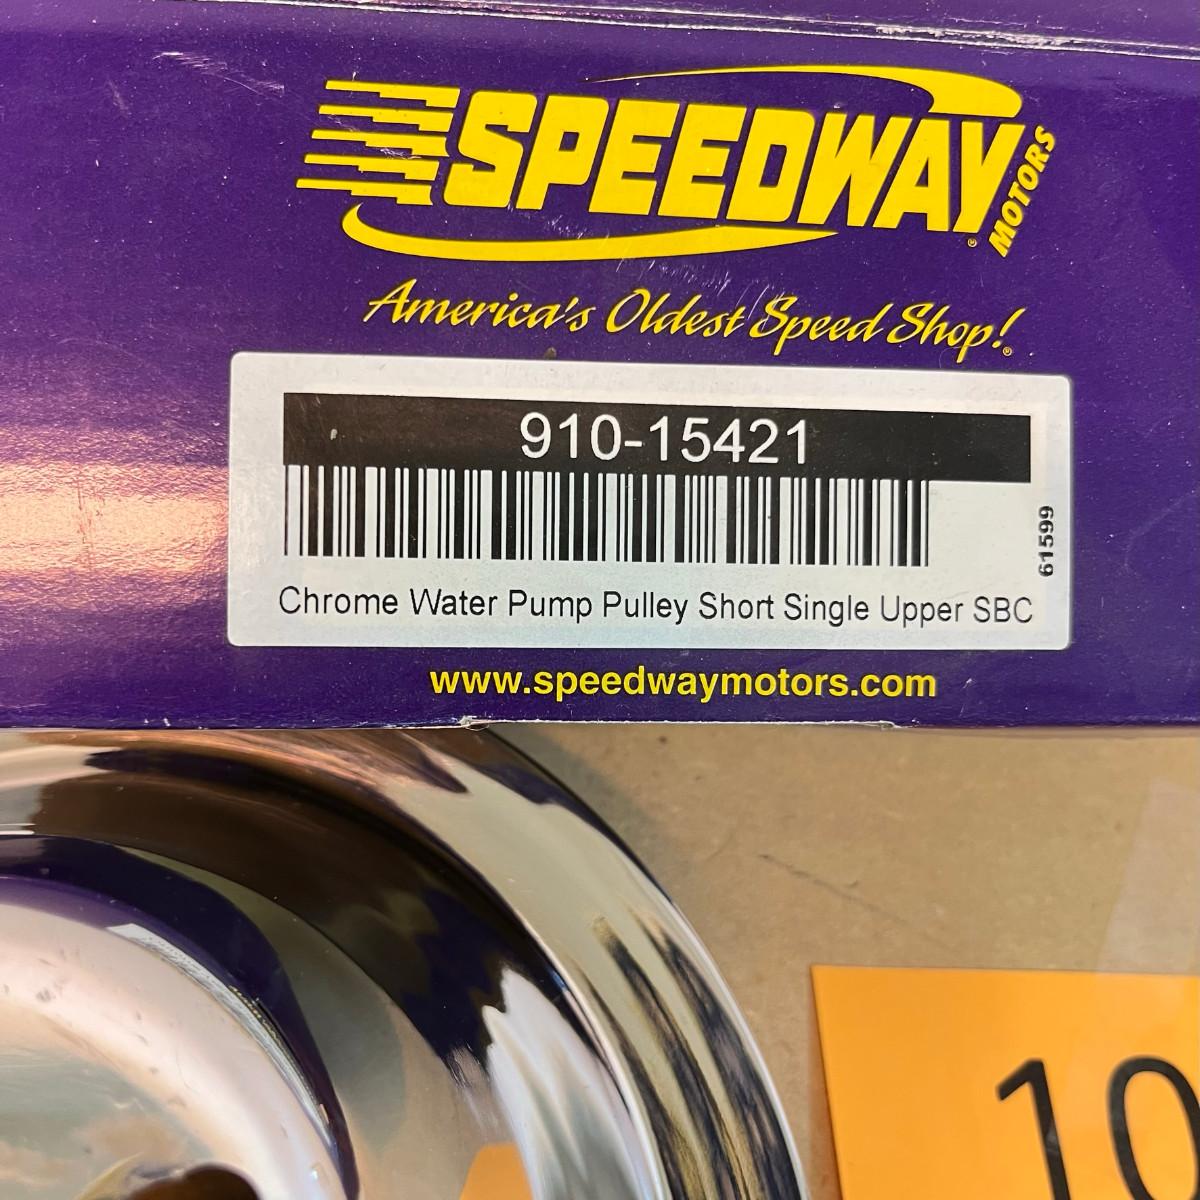 SPEEDWAY
MOTORS
®
America's Oldest Speed Shop!®
910-15421
61599
Chrome Water Pump Pulley Short Single Upper SBC
www.speedwaymotors.com
10